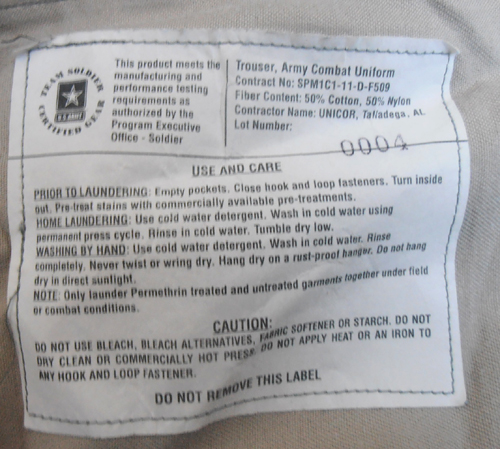 TEAM SOLDIER
U.S. ARMY
CERTIFIED GEAR
This product meets the
manufacturing and
performance testing
requirements as
authorized by the
Program Executive
Office - Soldier
Trouser, Army Combat Uniform
Contract No: SPM1C1-11-D-F509
Fiber Content: 50% Cotton, 50% Nylon
Contractor Name: UNICOR, Talladega, AL
Lot Number:
0004
USE AND CARE
PRIOR TO LAUNDERING: Empty pockets. Close hook and loop fasteners. Turn inside
out. Pre-treat stains with commercially available pre-treatments.
HOME LAUNDERING: Use cold water detergent. Wash in cold water using
permanent press cycle. Rinse in cold water. Tumble dry low.
WASHING BY HAND: Use cold water detergent. Wash in cold water. Rinse
completely. Never twist or wring dry. Hang dry on a rust-proof hanger. Do not hang
dry in direct sunlight.
NOTE: Only launder Permethrin treated and untreated garments together under field
or combat conditions.
CAUTION:
DO NOT USE BLEACH, BLEACH ALTERNATIVES, FABRIC SOFTENER OR STARCH. DO NOT
DRY CLEAN OR COMMERCIALLY HOT PRESS. DO NOT APPLY HEAT OR AN IRON TO
ANY HOOK AND LOOP FASTENER.
DO NOT REMOVE THIS LABEL